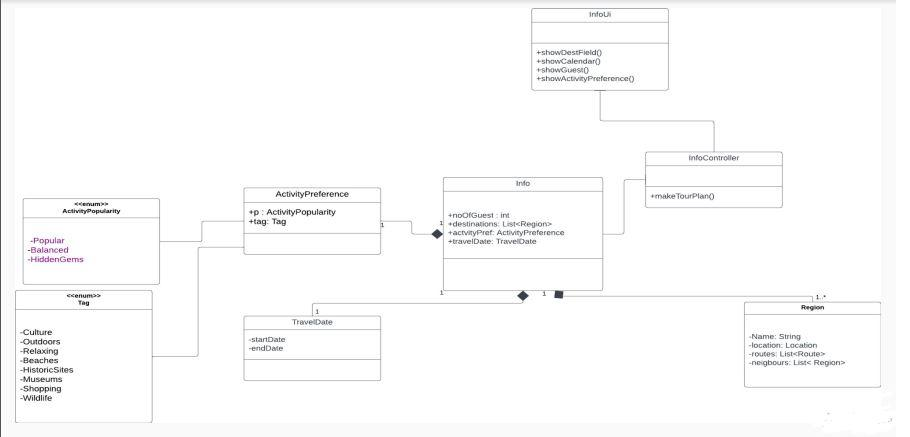 InfoUi
+showDestField()
+showCalendar()
+showGuest()
+showActivityPreference()
InfoController
+makeTourPlan()
Info
+noOfGuest : int
+destinations: List<Region>
+actvityPref: ActivityPreference
+travelDate: TravelDate
ActivityPreference
+p : ActivityPopularity
+tag: Tag
<<enum>>
ActivityPopularity
-Popular
-Balanced
-HiddenGems
1
1
<<enum>>
Tag
-Culture
-Outdoors
-Relaxing
-Beaches
-HistoricSites
-Museums
-Shopping
-Wildlife
1
1
1
1..*
TravelDate
-startDate
-endDate
Region
-Name: String
-location: Location
-routes: List<Route>
-neigbours: List< Region>